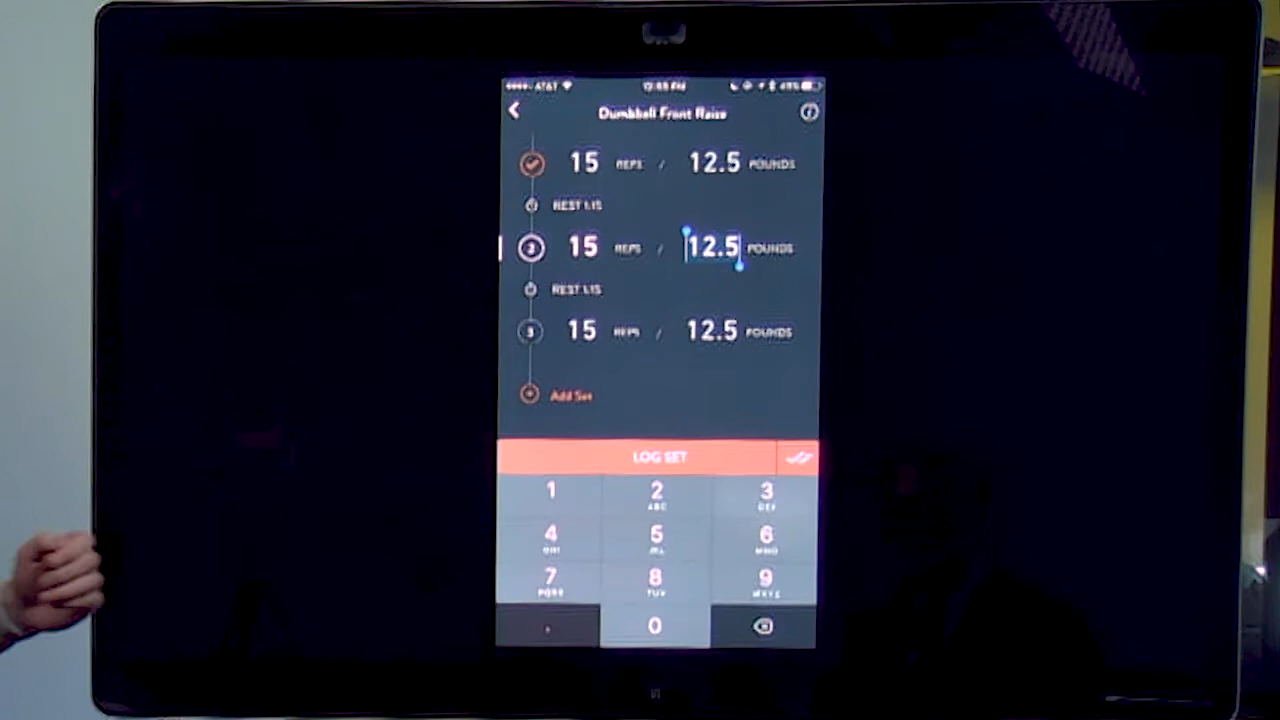 AT&T
Dumbbell Front Raise
15 REPS / 12.5 POUNDS
REST 1:15
2 15 REPS / 12.5 POUNDS
REST 1:15
3 15 REPS / 12.5 POUNDS
Add Set
LOG SET
1 2 3
ABC DEF
4 5 6
GHI JKL MNO
7 8 9
PQRS TUV WXYZ
. 0